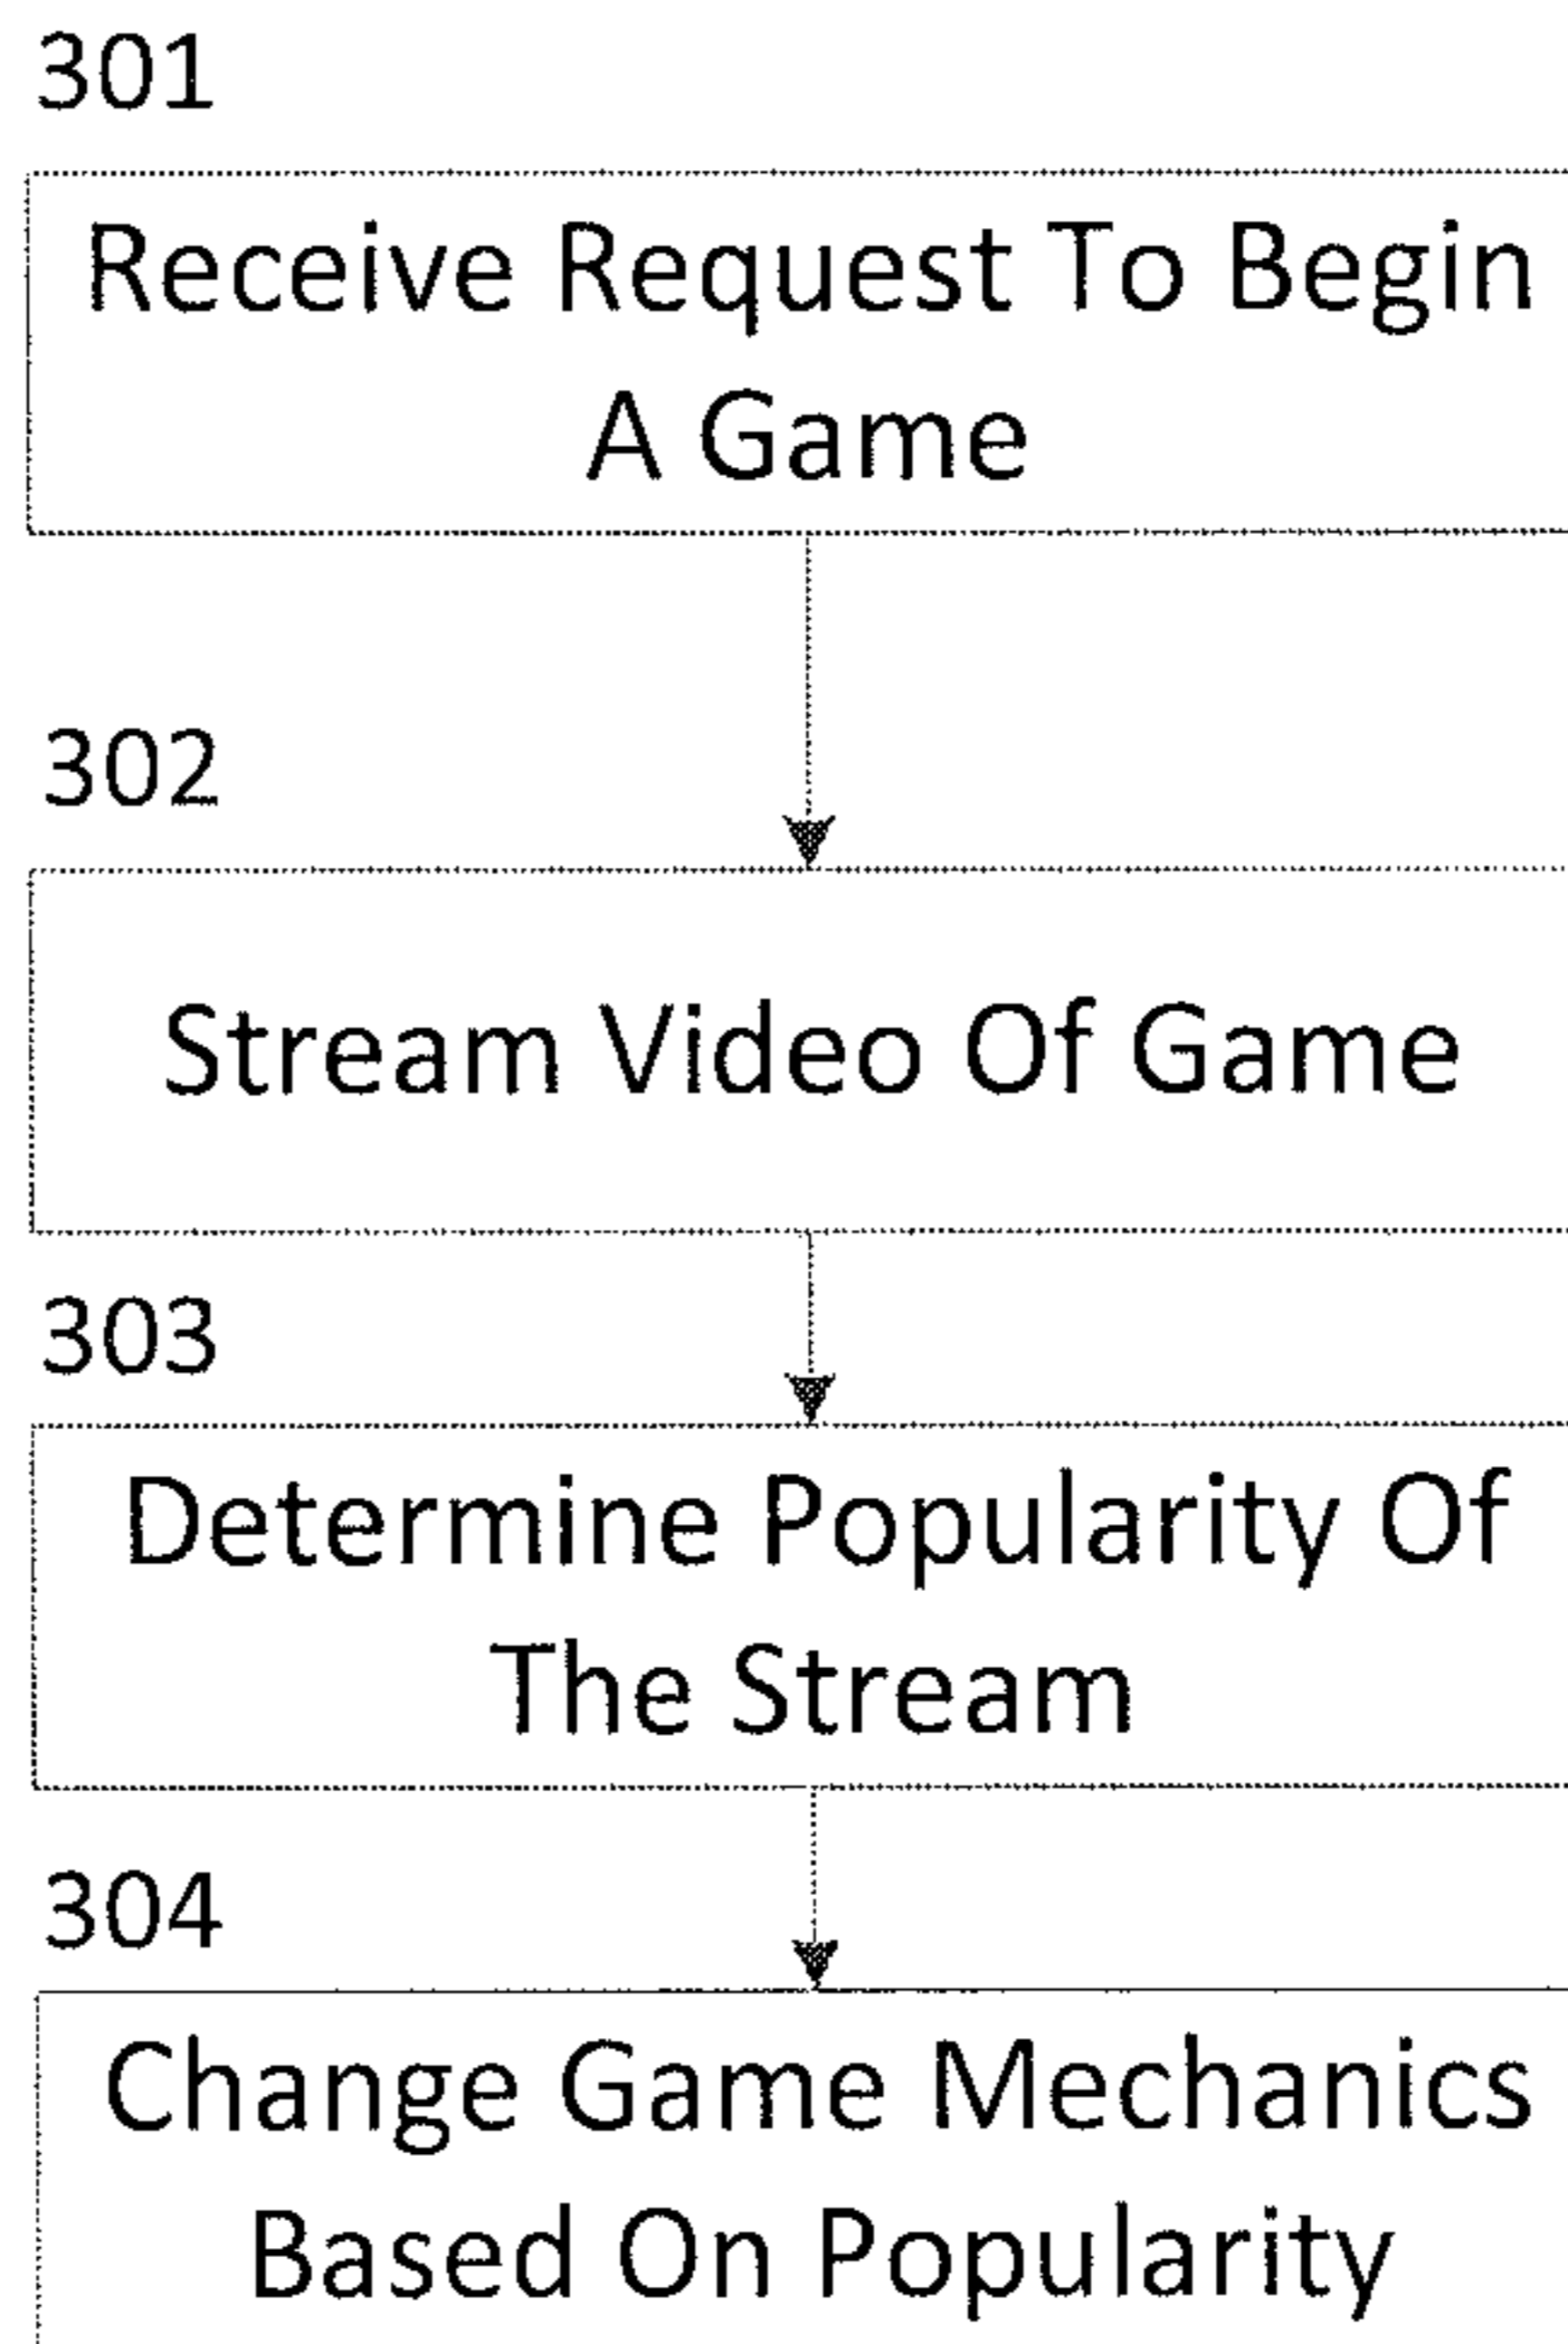 301
Receive Request To Begin
A Game
302
Stream Video Of Game
303
Determine Popularity Of
The Stream
304
Change Game Mechanics
Based On Popularity